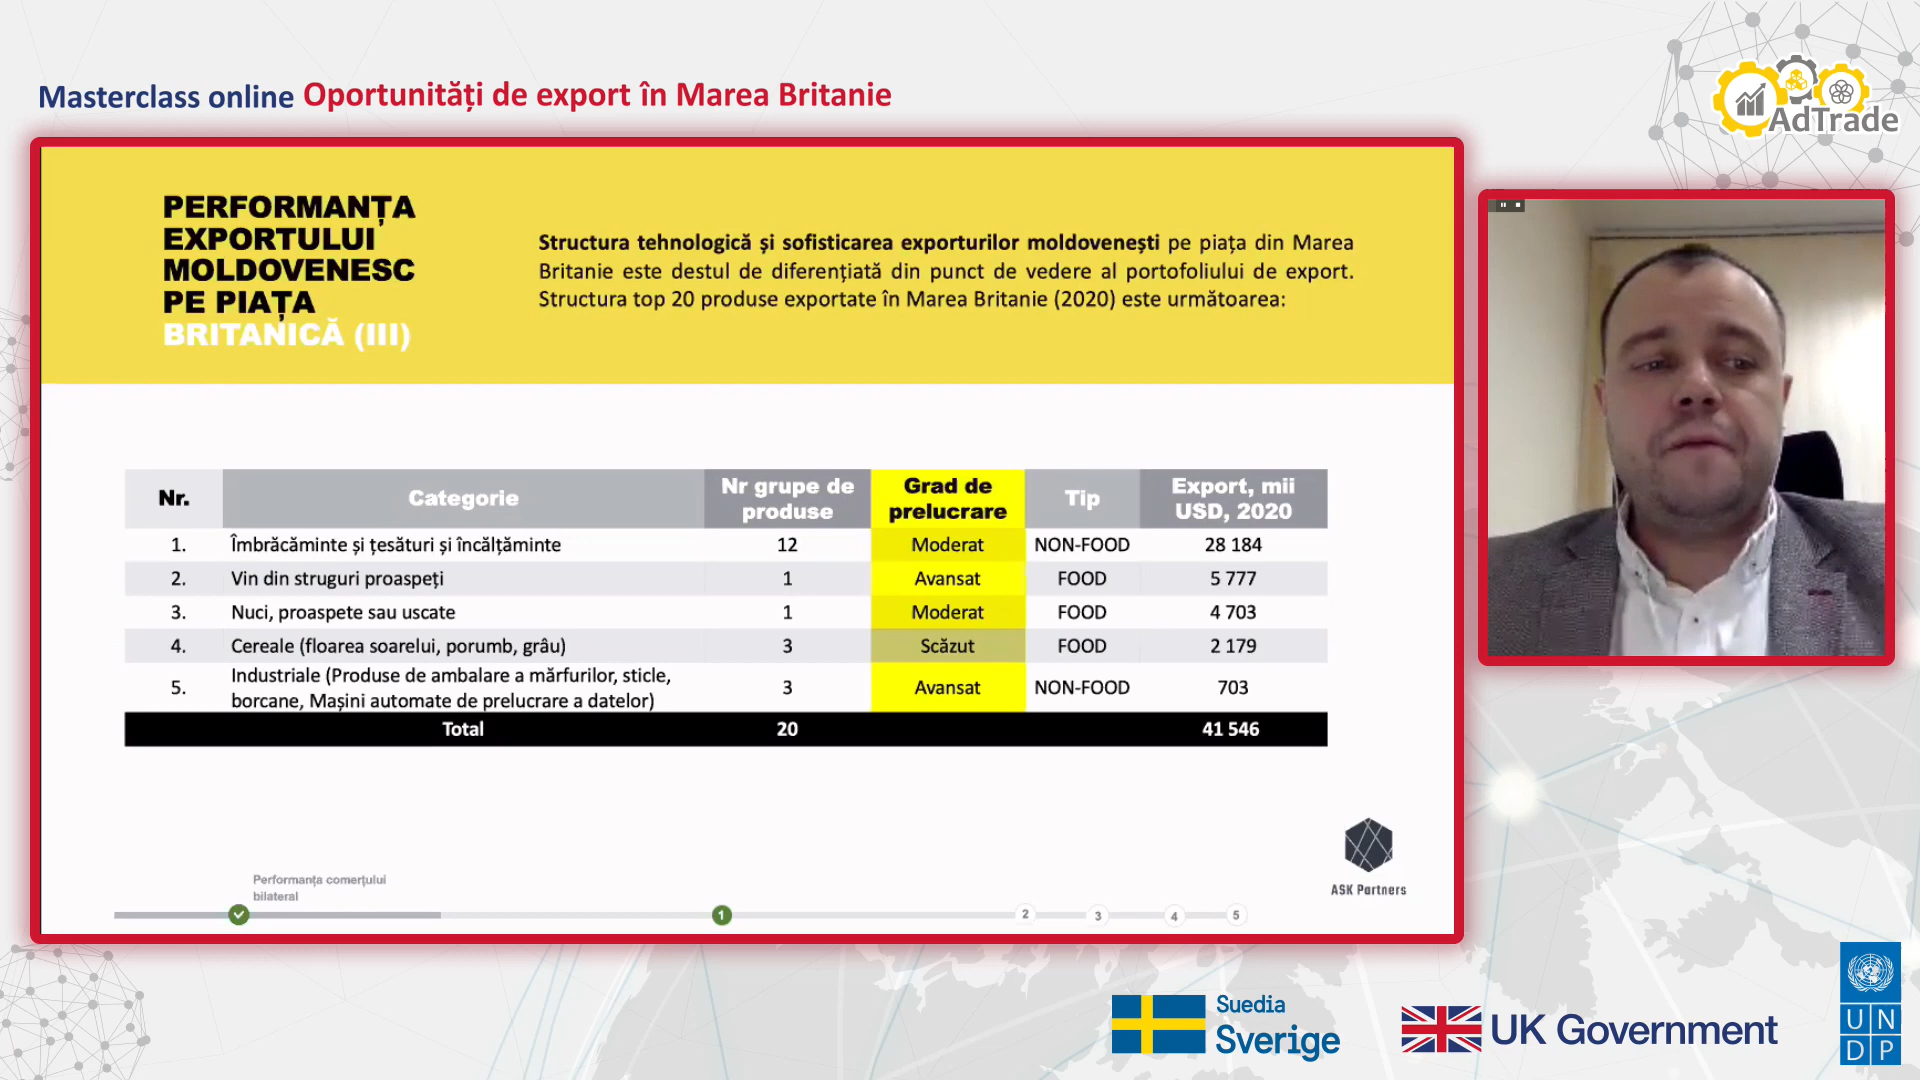 Masterclass online Oportunități de export în Marea Britanie
AdTrade
PERFORMANȚA
EXPORTULUI
MOLDOVENESC
PE PIAȚA
BRITANICĂ (III)
Structura tehnologică și sofisticarea exporturilor moldovenești pe piața din Marea
Britanie este destul de diferențiată din punct de vedere al portofoliului de export.
Structura top 20 produse exportate în Marea Britanie (2020) este următoarea:
Nr. Categorie Nr grupe de produse Grad de prelucrare Tip Export, mii USD, 2020
1. Îmbrăcăminte și țesături și încălțăminte 12 Moderat NON-FOOD 28 184
2. Vin din struguri proaspeți 1 Avansat FOOD 5 777
3. Nuci, proaspete sau uscate 1 Moderat FOOD 4 703
4. Cereale (floarea soarelui, porumb, grâu) 3 Scăzut FOOD 2 179
5. Industriale (Produse de ambalare a mărfurilor, sticle, borcane, Mașini automate de prelucrare a datelor) 3 Avansat NON-FOOD 703
Total 20 41 546
ASK Partners
Performanța comerțului
bilateral
1 2 3 4 5
Suedia
Sverige
UK Government
UN
DP